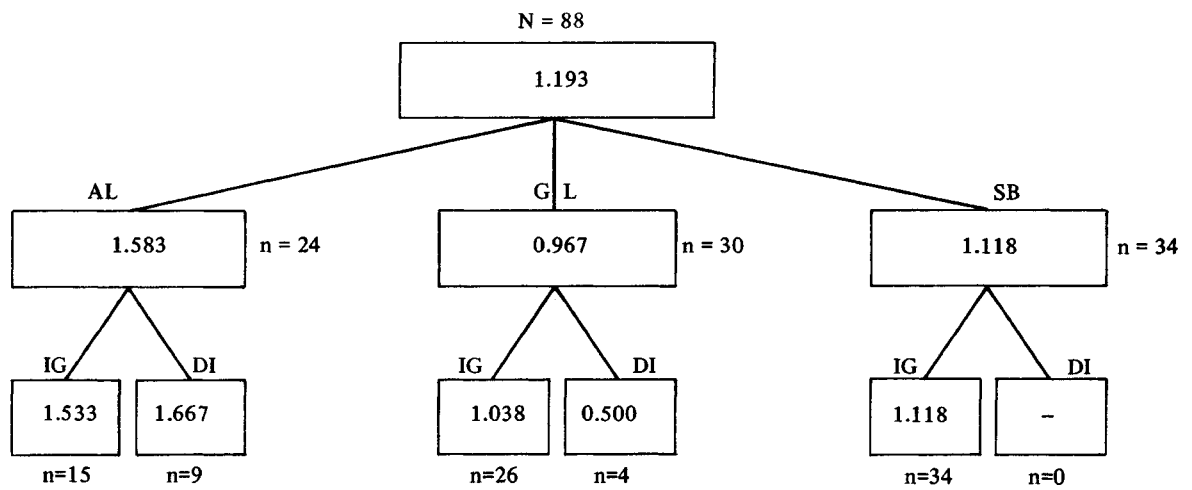 N = 88
1.193
AL G L SB
1.583 n = 24 0.967 n = 30 1.118 n = 34
IG DI IG DI IG DI
1.533 1.667 1.038 0.500 1.118 –
n=15 n=9 n=26 n=4 n=34 n=0